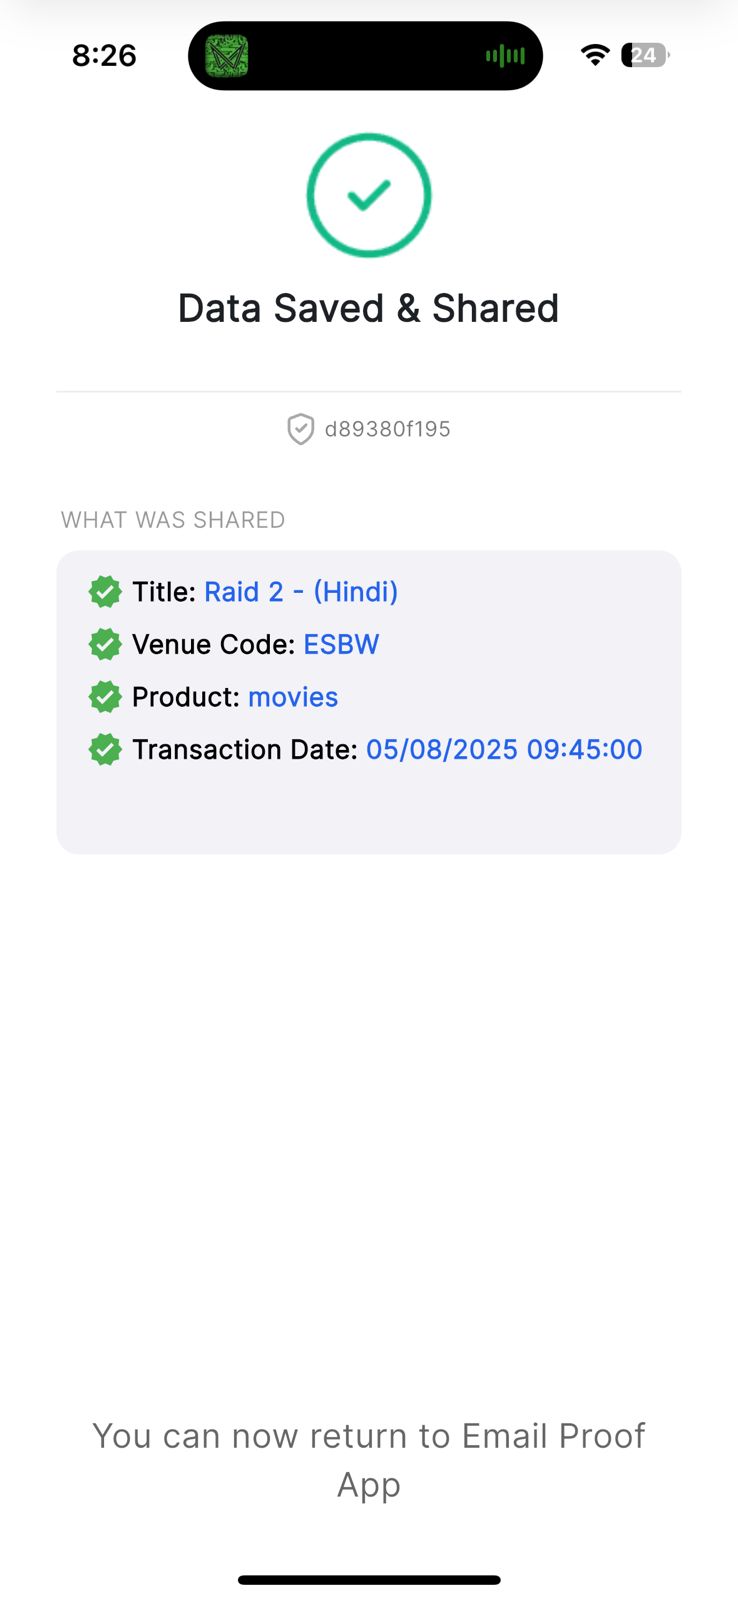 8:26
24
Data Saved & Shared
d89380f195
WHAT WAS SHARED
Title: Raid 2 - (Hindi)
Venue Code: ESBW
Product: movies
Transaction Date: 05/08/2025 09:45:00
You can now return to Email Proof
App